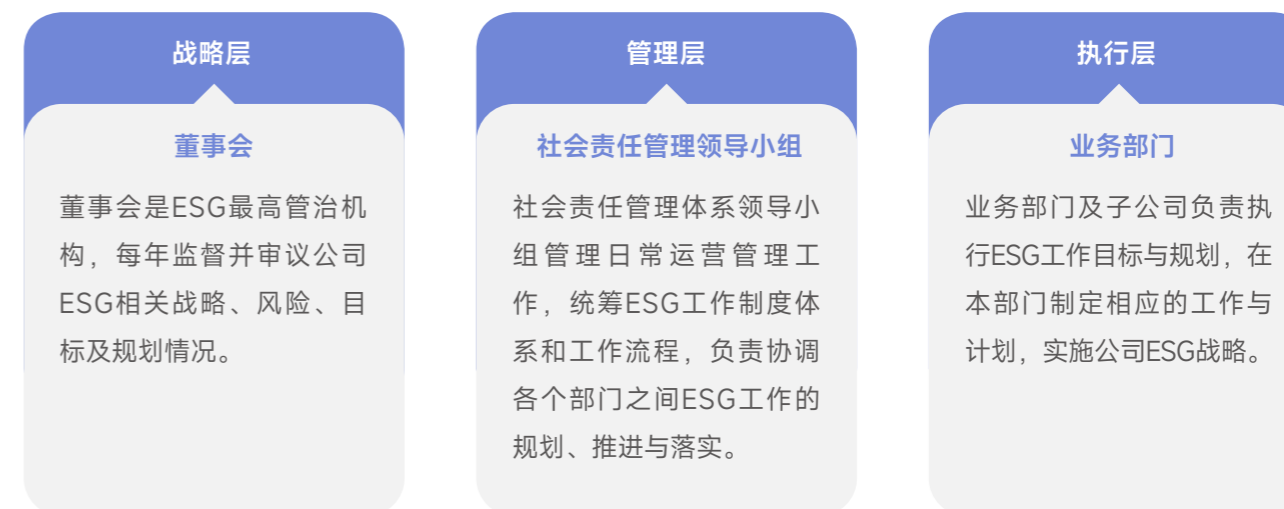 战略层
董事会
董事会是ESG最高管治机
构，每年监督并审议公司
ESG相关战略、风险、目
标及规划情况。
管理层
社会责任管理领导小组
社会责任管理体系领导小
组管理日常运营管理工
作，统筹ESG工作制度体
系和工作流程，负责协调
各个部门之间ESG工作的
规划、推进与落实。
执行层
业务部门
业务部门及子公司负责执
行ESG工作目标与规划，在
本部门制定相应的工作与
计划，实施公司ESG战略。